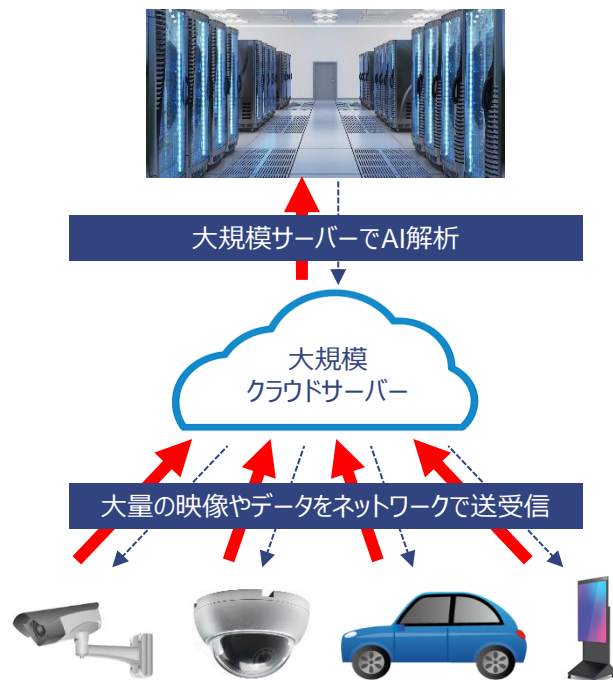 大規模サーバーでAI解析
大規模
クラウドサーバー
大量の映像やデータをネットワークで送受信